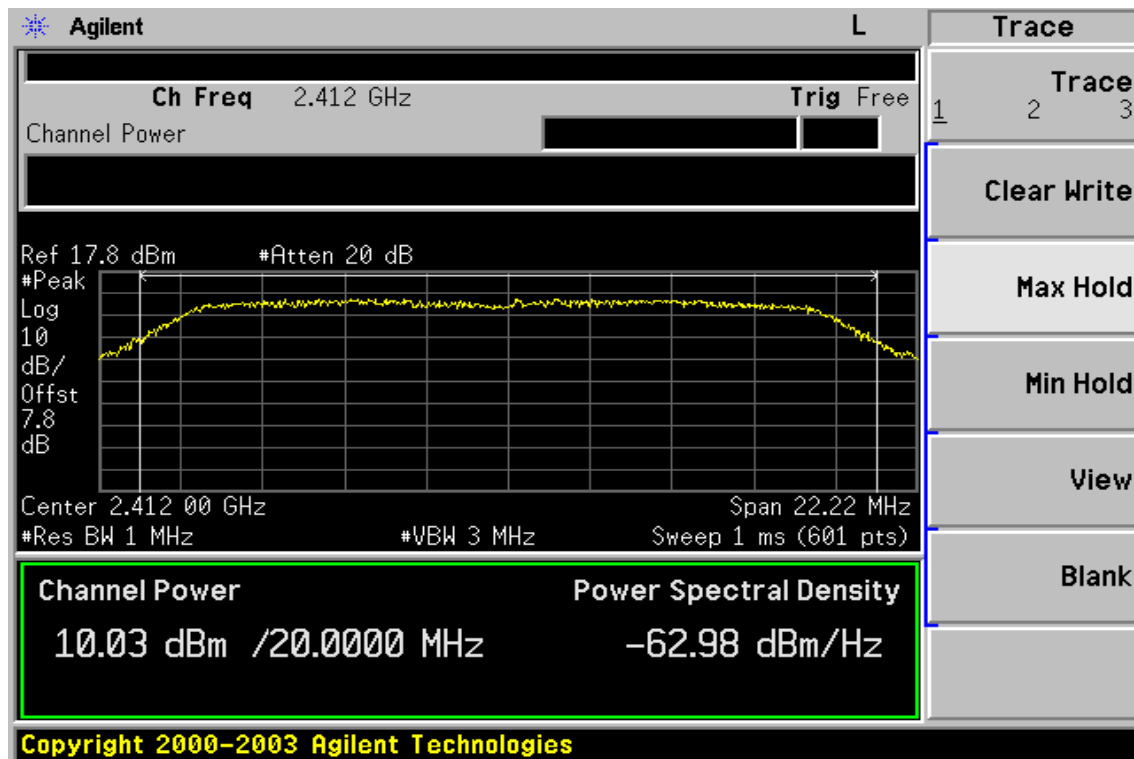 Agilent L Trace
Ch Freq 2.412 GHz Trig Free
Channel Power
Trace
1 2 3
Clear Write
Ref 17.8 dBm #Atten 20 dB
#Peak
Log
10
dB/
Offst
7.8
dB
Max Hold
Min Hold
View
Center 2.412 00 GHz Span 22.22 MHz
#Res BW 1 MHz #VBW 3 MHz Sweep 1 ms (601 pts)
Blank
Channel Power Power Spectral Density
10.03 dBm /20.0000 MHz -62.98 dBm/Hz
Copyright 2000-2003 Agilent Technologies